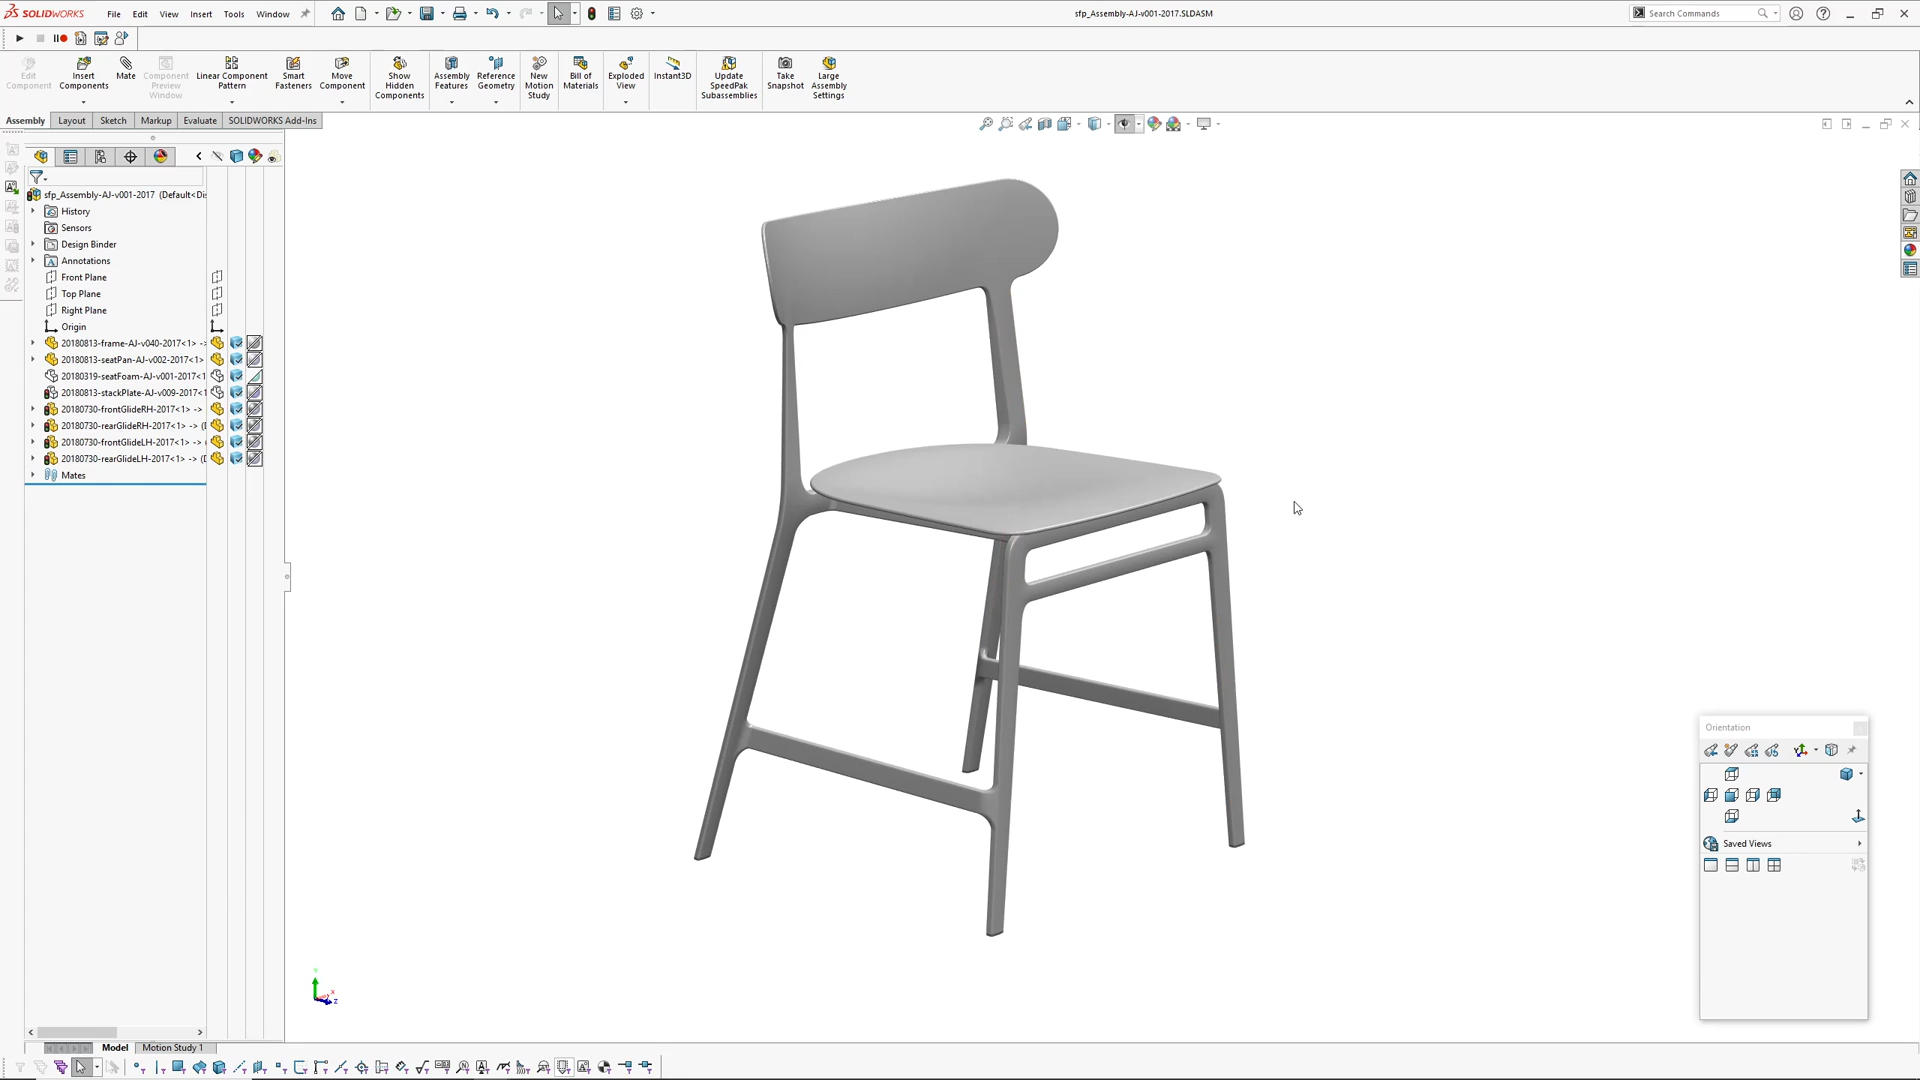 SOLIDWORKS File Edit View Insert Tools Window
sfp_Assembly-AJ-v001-2017.SLDASM
Search Commands
Edit Component
Insert Components
Mate
Component Preview Window
Linear Component Pattern
Smart Fasteners
Move Component
Show Hidden Components
Assembly Features
Reference Geometry
New Motion Study
Bill of Materials
Exploded View
Instant3D
Update SpeedPak Subassemblies
Take Snapshot
Large Assembly Settings
Assembly Layout Sketch Markup Evaluate SOLIDWORKS Add-Ins
sfp_Assembly-AJ-v001-2017 (Default<Dis
History
Sensors
Design Binder
Annotations
Front Plane
Top Plane
Right Plane
Origin
20180813-frame-AJ-v040-2017<1> ->
20180813-seatPan-AJ-v002-2017<1>
20180319-seatFoam-AJ-v001-2017<1
20180813-stackPlate-AJ-v009-2017<1
20180730-frontGlideRH-2017<1> ->
20180730-rearGlideRH-2017<1> -> (D
20180730-frontGlideLH-2017<1> -> (
20180730-rearGlideLH-2017<1> -> (D
Mates
Orientation
Saved Views
Y
X
Z
Model Motion Study 1